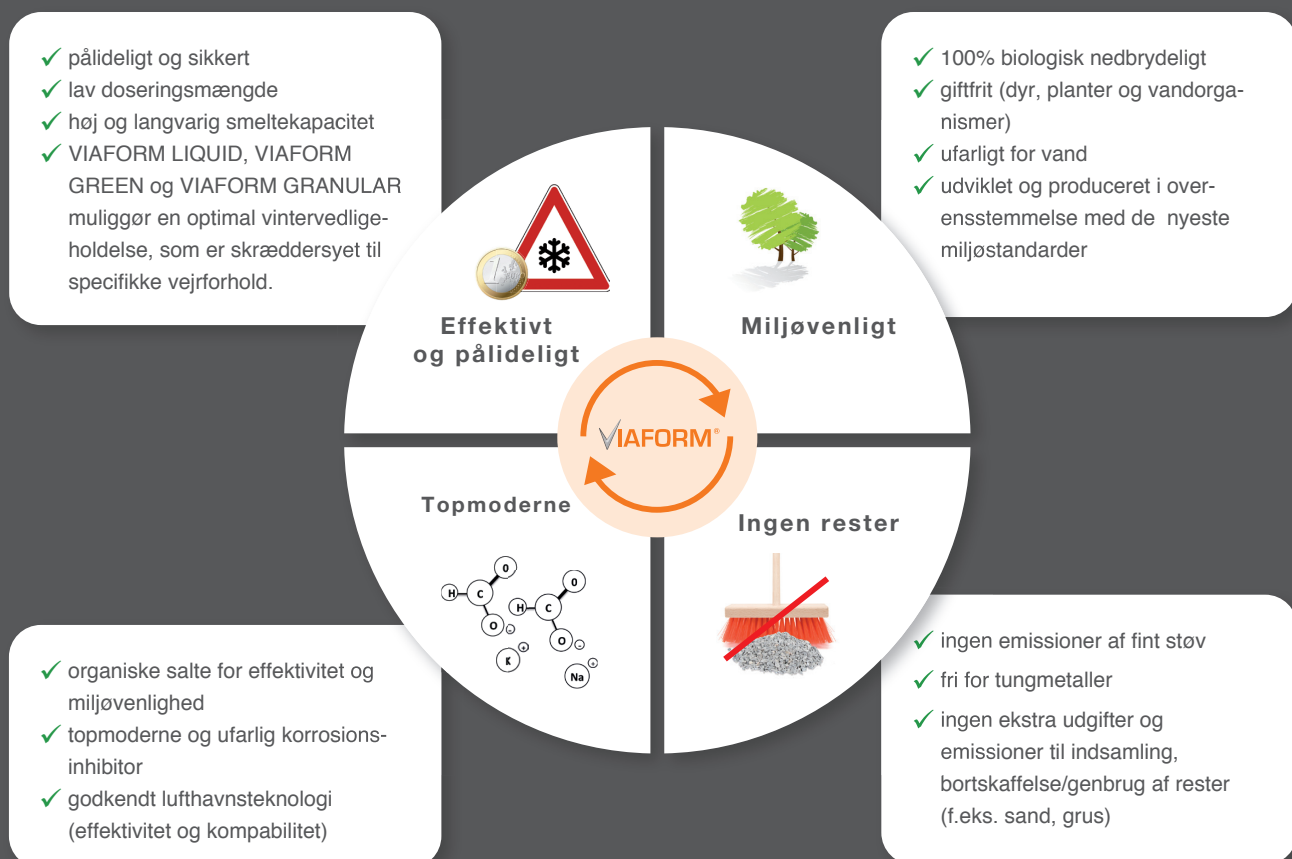 pålideligt og sikkert
lav doseringsmængde
høj og langvarig smeltekapacitet
VIAFORM LIQUID, VIAFORM
GREEN og VIAFORM GRANULAR
muliggør en optimal vintervedlige-
holdelse, som er skræddersyet til
specifikke vejrforhold.
100% biologisk nedbrydeligt
giftfrit (dyr, planter og vandorga-
nismer)
ufarligt for vand
udviklet og produceret i over-
ensstemmelse med de nyeste
miljøstandarder
1
Effektivt
og pålideligt
Miljøvenligt
VIAFORM®
Topmoderne
O
H C
O -
K +
O
H C
O -
Na +
Ingen rester
organiske salte for effektivitet og
miljøvenlighed
topmoderne og ufarlig korrosions-
inhibitor
godkendt lufthavnsteknologi
(effektivitet og kompabilitet)
ingen emissioner af fint støv
fri for tungmetaller
ingen ekstra udgifter og
emissioner til indsamling,
bortskaffelse/genbrug af rester
(f.eks. sand, grus)